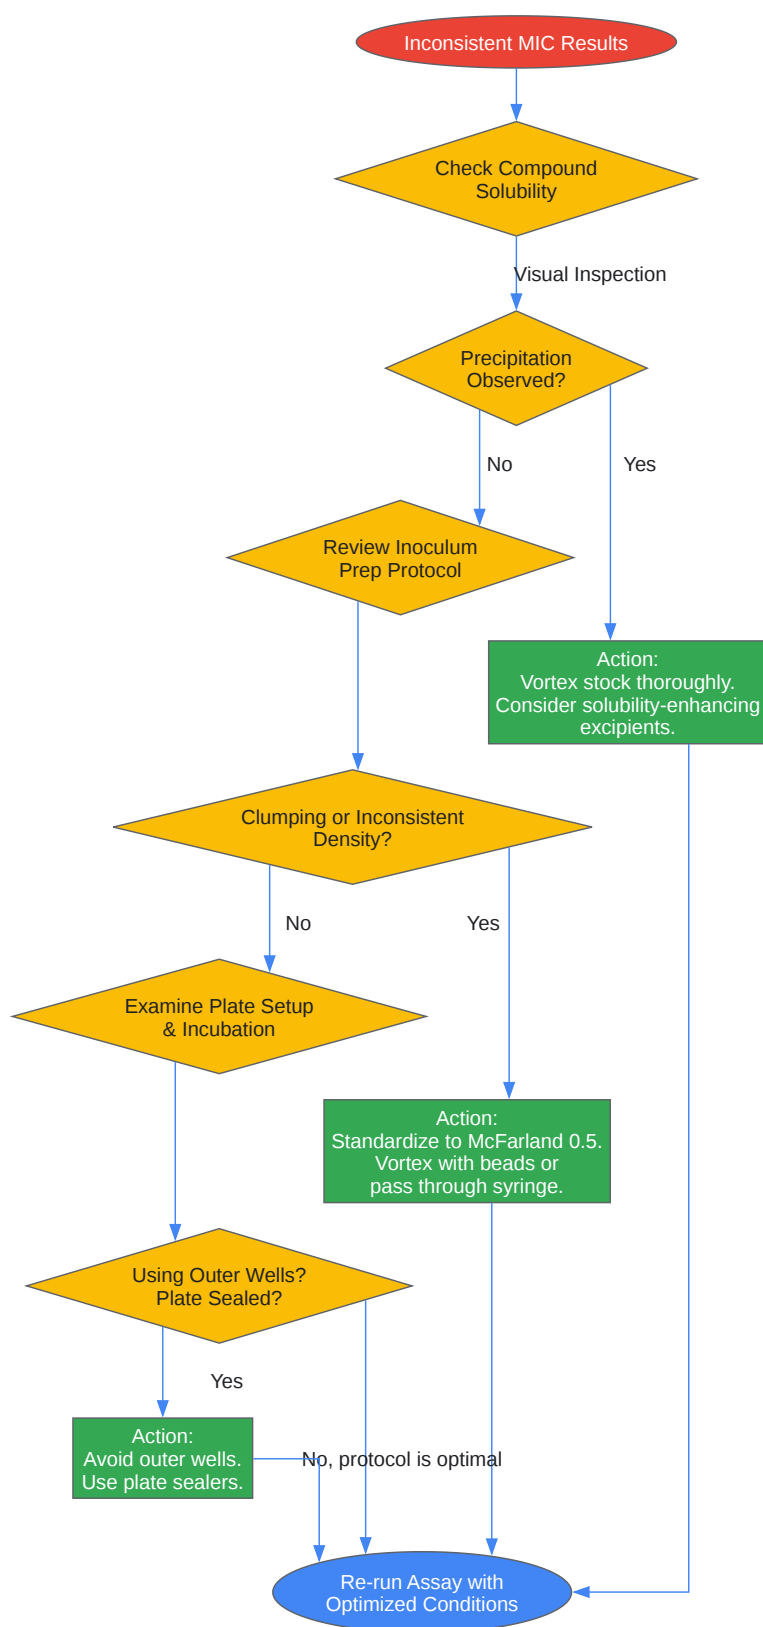 Inconsistent MIC Results
Check Compound
Solubility
Visual Inspection
Precipitation
Observed?
No
Yes
Review Inoculum
Prep Protocol
Action:
Vortex stock thoroughly.
Consider solubility-enhancing
excipients.
Clumping or Inconsistent
Density?
No
Yes
Examine Plate Setup
& Incubation
Action:
Standardize to McFarland 0.5.
Vortex with beads or
pass through syringe.
Using Outer Wells?
Plate Sealed?
Yes
Action:
Avoid outer wells.
Use plate sealers.
No, protocol is optimal
Re-run Assay with
Optimized Conditions